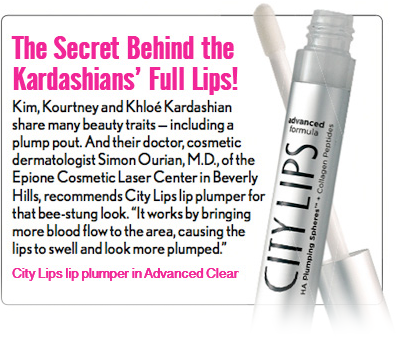 The Secret Behind the
Kardashians' Full Lips!
Kim, Kourtney and Khloé Kardashian
share many beauty traits — including a
plump pout. And their doctor, cosmetic
dermatologist Simon Ourian, M.D., of the
Epione Cosmetic Laser Center in Beverly
Hills, recommends City Lips lip plumper for
that bee-stung look. “It works by bringing
more blood flow to the area, causing the
lips to swell and look more plumped.”
City Lips lip plumper in Advanced Clear
advanced
formula
CITY LIPS
HA Plumping Spheres™ + Collagen Peptides